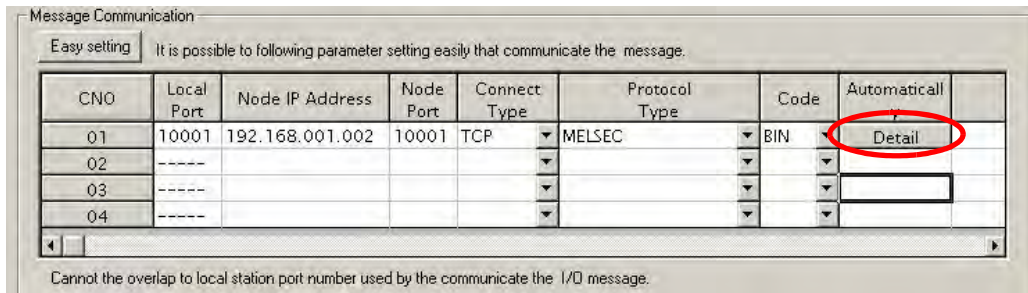 Message Communication
Easy setting It is possible to following parameter setting easily that communicate the message.
CNO Local Port Node IP Address Node Port Connect Type Protocol Type Code Automaticall y
01 10001 192.168.001.002 10001 TCP MELSEC BIN Detail
02 -----
03 -----
04 -----
Cannot the overlap to local station port number used by the communicate the I/O message.